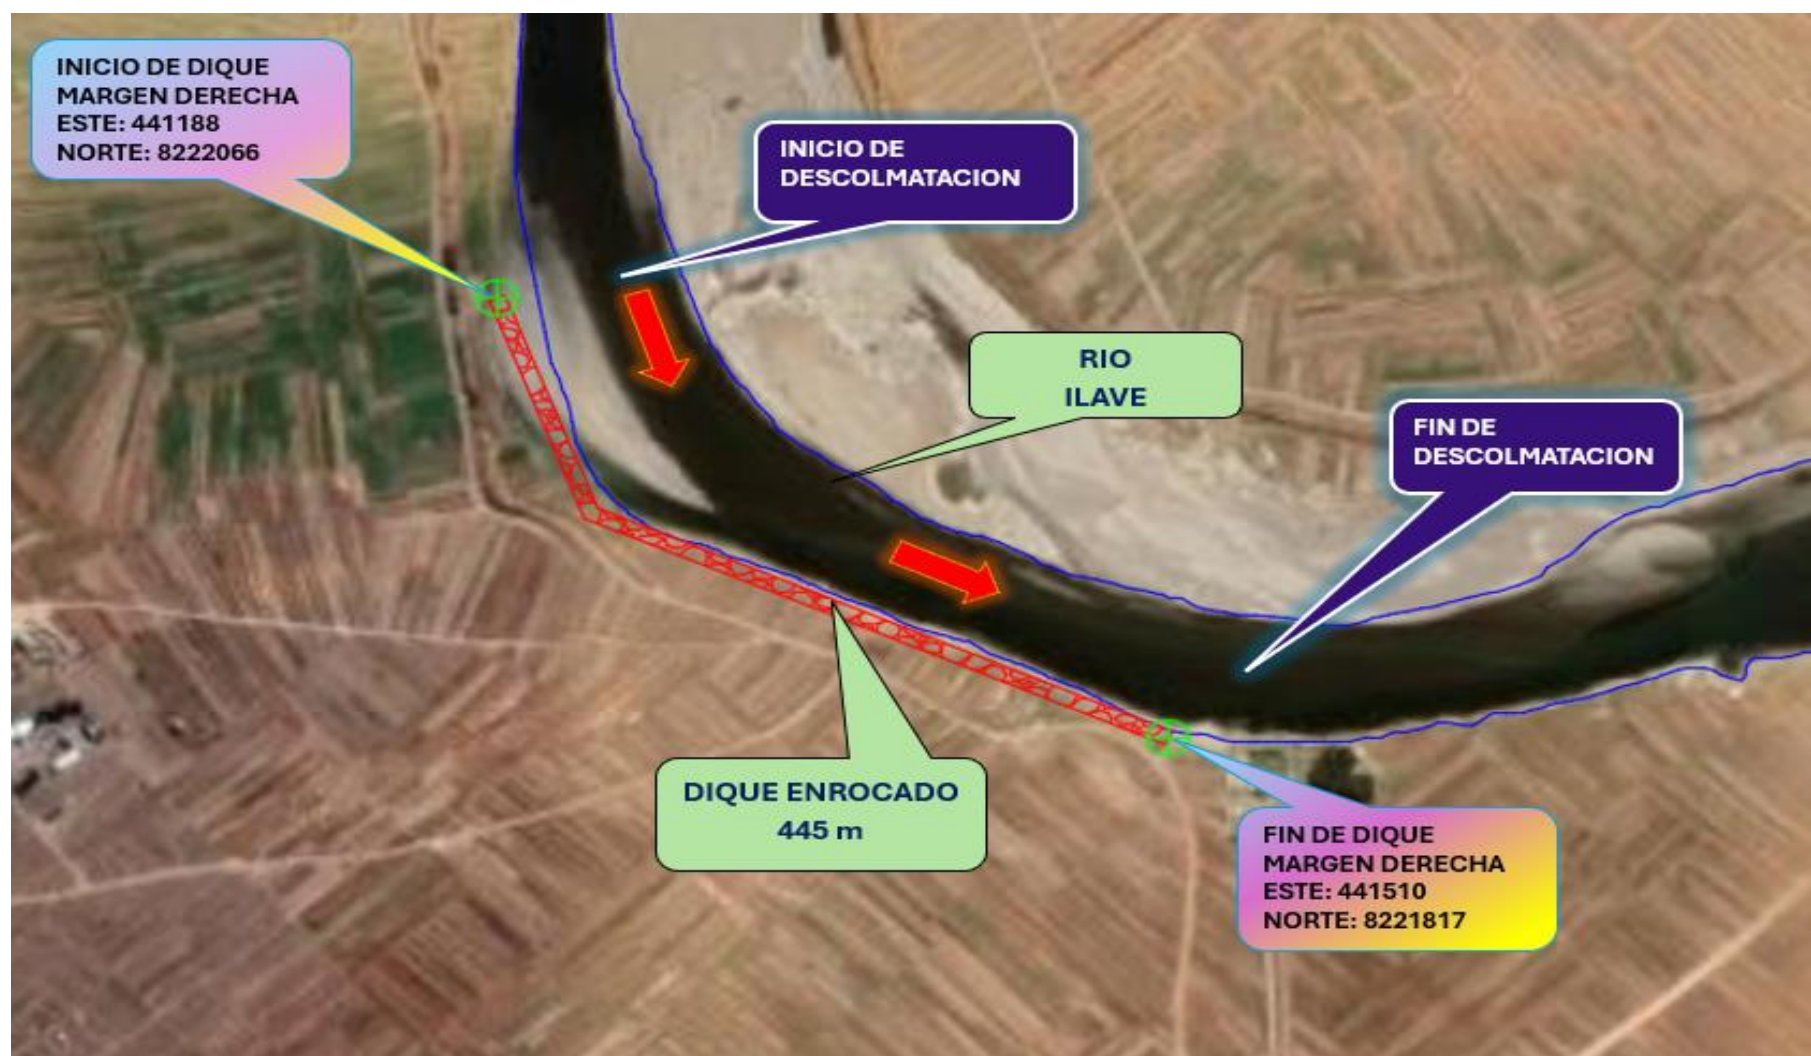 INICIO DE DIQUE
MARGEN DERECHA
ESTE: 441188
NORTE: 8222066
INICIO DE
DESCOLMATACION
RIO
ILAVE
FIN DE
DESCOLMATACION
DIQUE ENROCADO
445 m
FIN DE DIQUE
MARGEN DERECHA
ESTE: 441510
NORTE: 8221817